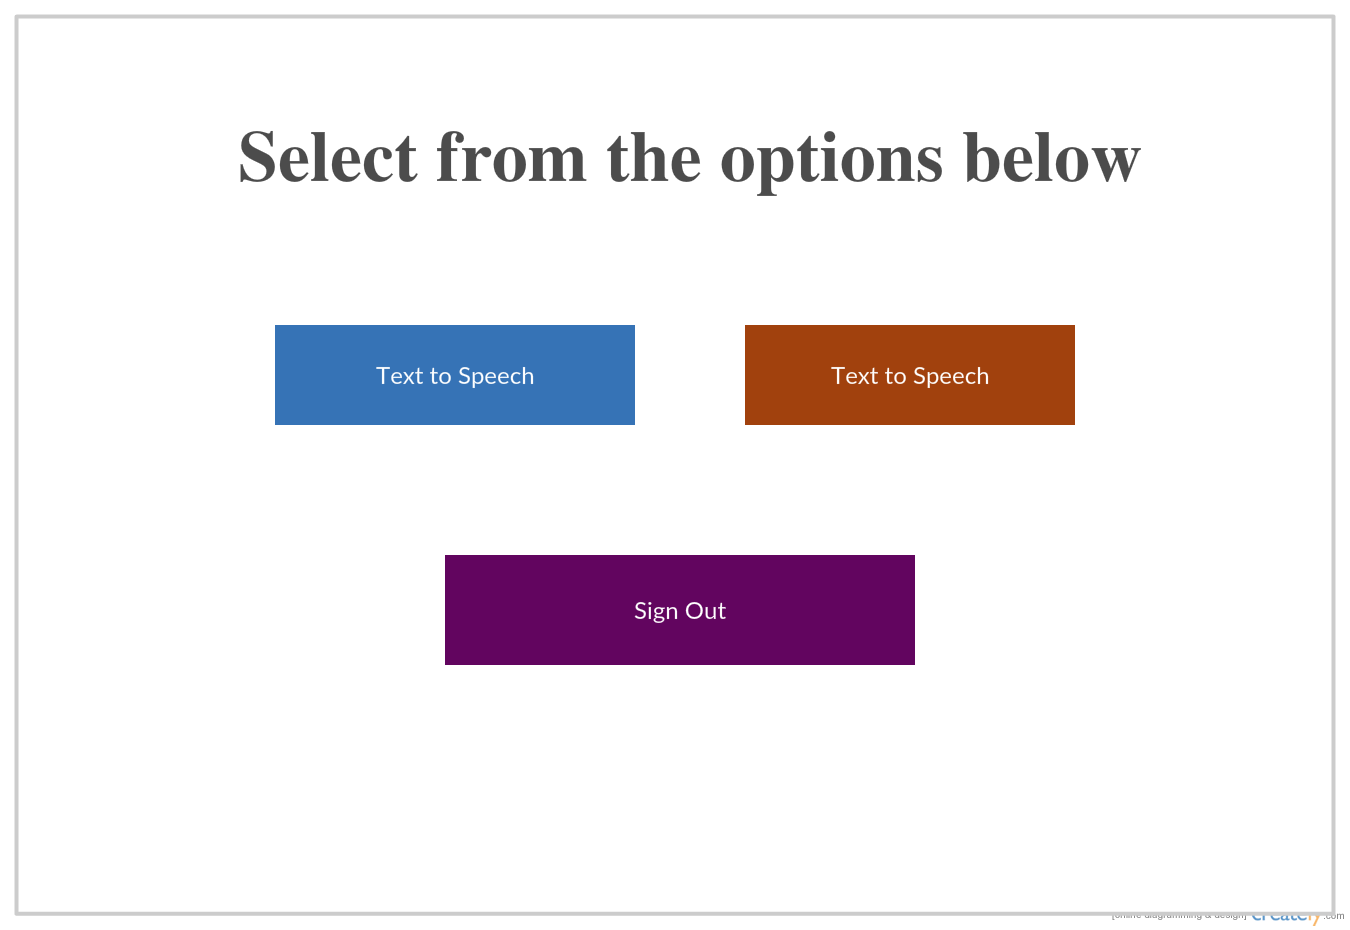 Select from the options below
Text to Speech
Text to Speech
Sign Out
[online diagramming & design] creately.com